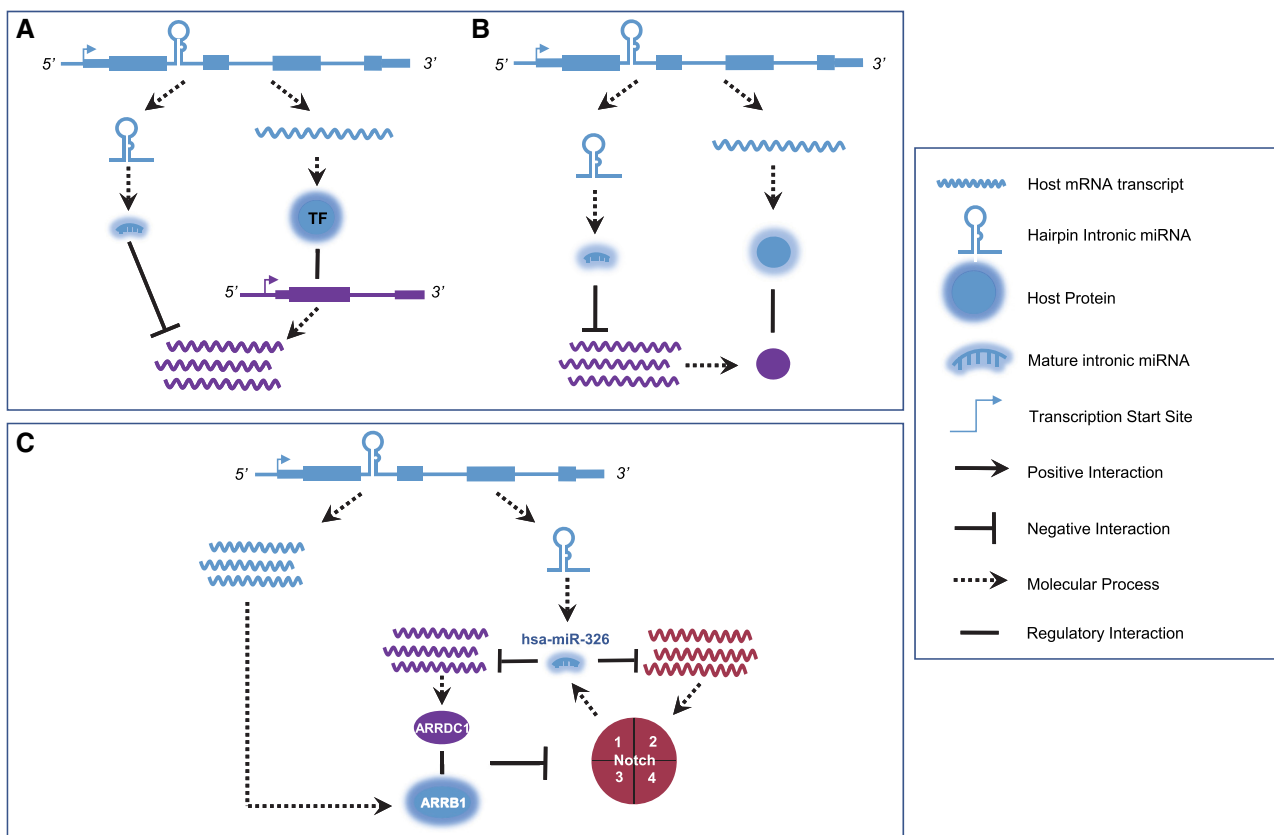 A
5’
3’
TF
5’
3’
B
5’
3’
C
5’
3’
hsa-miR-326
ARRDC1
1 2
Notch
3 4
ARRB1
Host mRNA transcript
Hairpin Intronic miRNA
Host Protein
Mature intronic miRNA
Transcription Start Site
Positive Interaction
Negative Interaction
Molecular Process
Regulatory Interaction